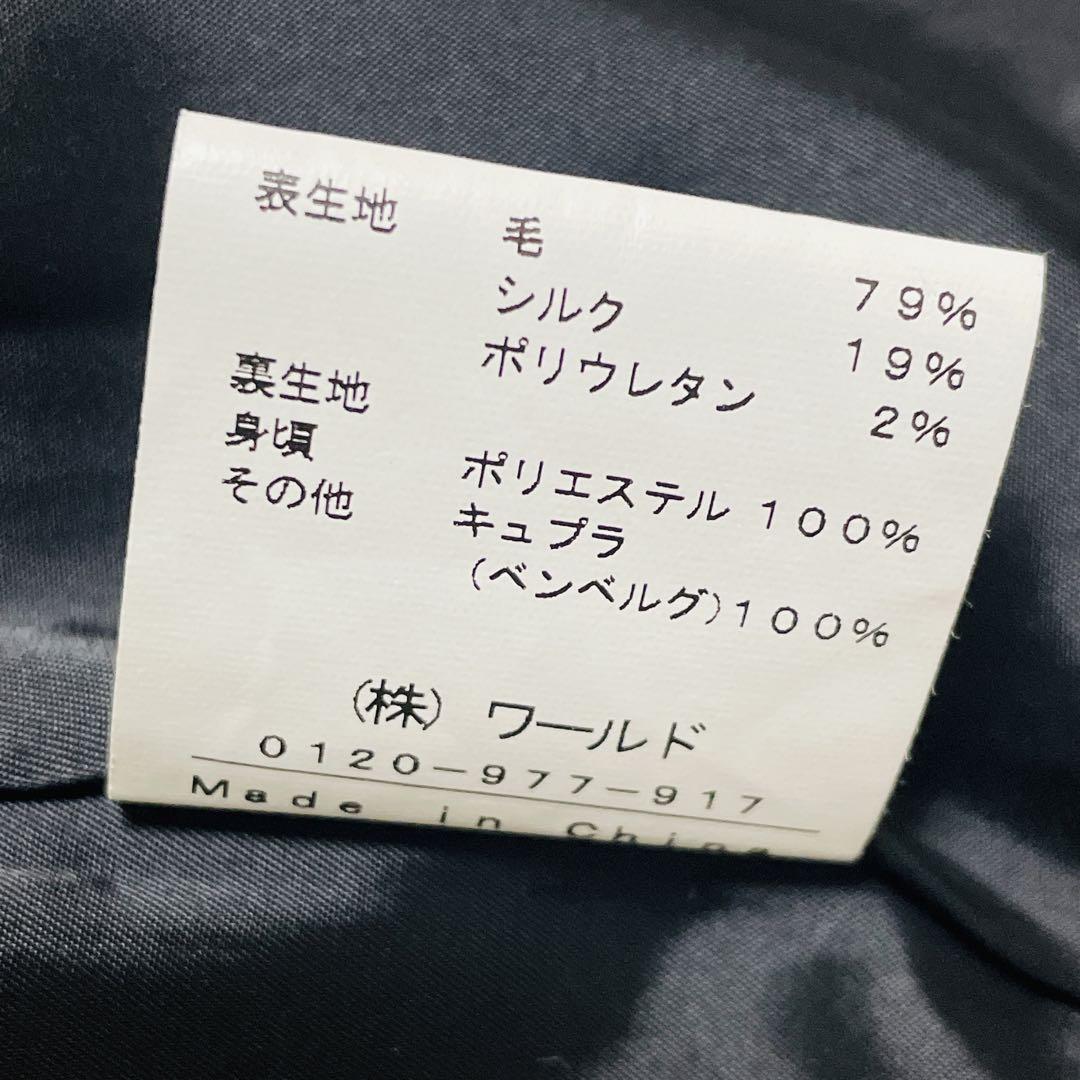 表生地 毛 79%
シルク 19%
ポリウレタン 2%
裏生地
身頃 ポリエステル 100%
その他 キュプラ
(ベンベルグ)100%
(株) ワールド
0120-977-917
Made in China